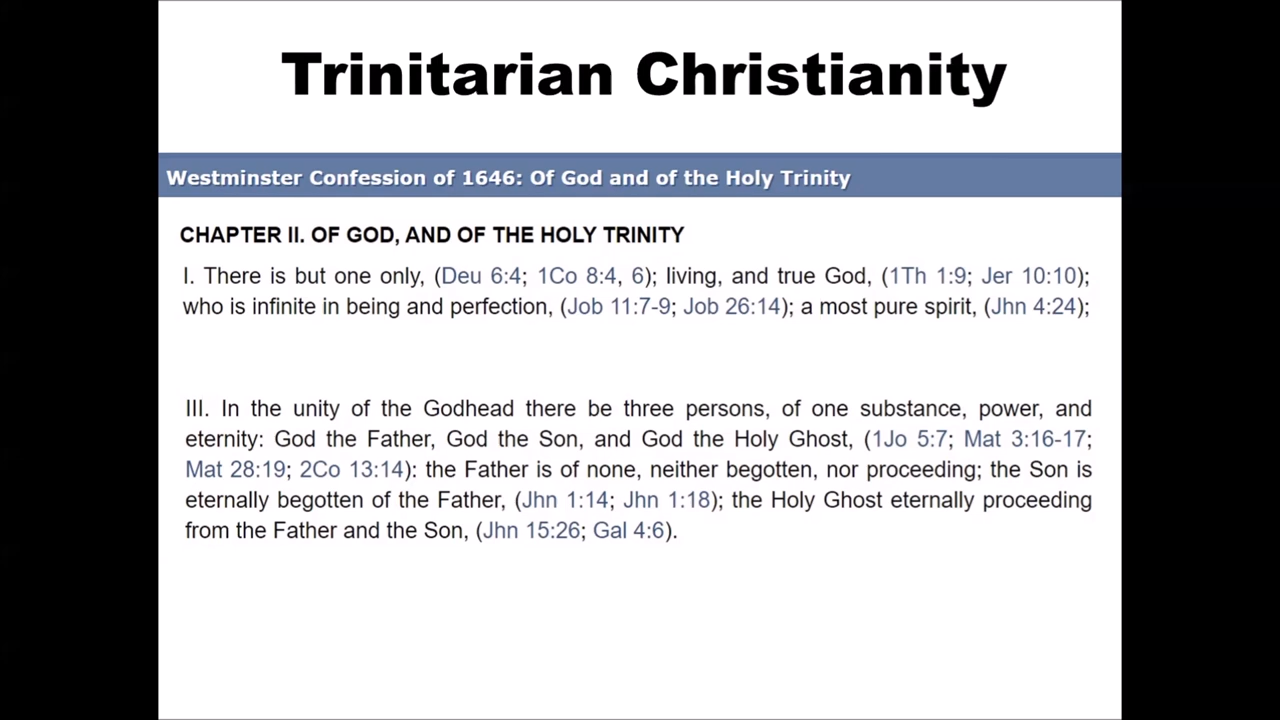 Trinitarian Christianity
Westminster Confession of 1646: Of God and of the Holy Trinity
CHAPTER II. OF GOD, AND OF THE HOLY TRINITY
I. There is but one only, (Deu 6:4; 1Co 8:4, 6); living, and true God, (1Th 1:9; Jer 10:10);
who is infinite in being and perfection, (Job 11:7-9; Job 26:14); a most pure spirit, (Jhn 4:24);
III. In the unity of the Godhead there be three persons, of one substance, power, and
eternity: God the Father, God the Son, and God the Holy Ghost, (1Jo 5:7; Mat 3:16-17;
Mat 28:19; 2Co 13:14): the Father is of none, neither begotten, nor proceeding; the Son is
eternally begotten of the Father, (Jhn 1:14; Jhn 1:18); the Holy Ghost eternally proceeding
from the Father and the Son, (Jhn 15:26; Gal 4:6).